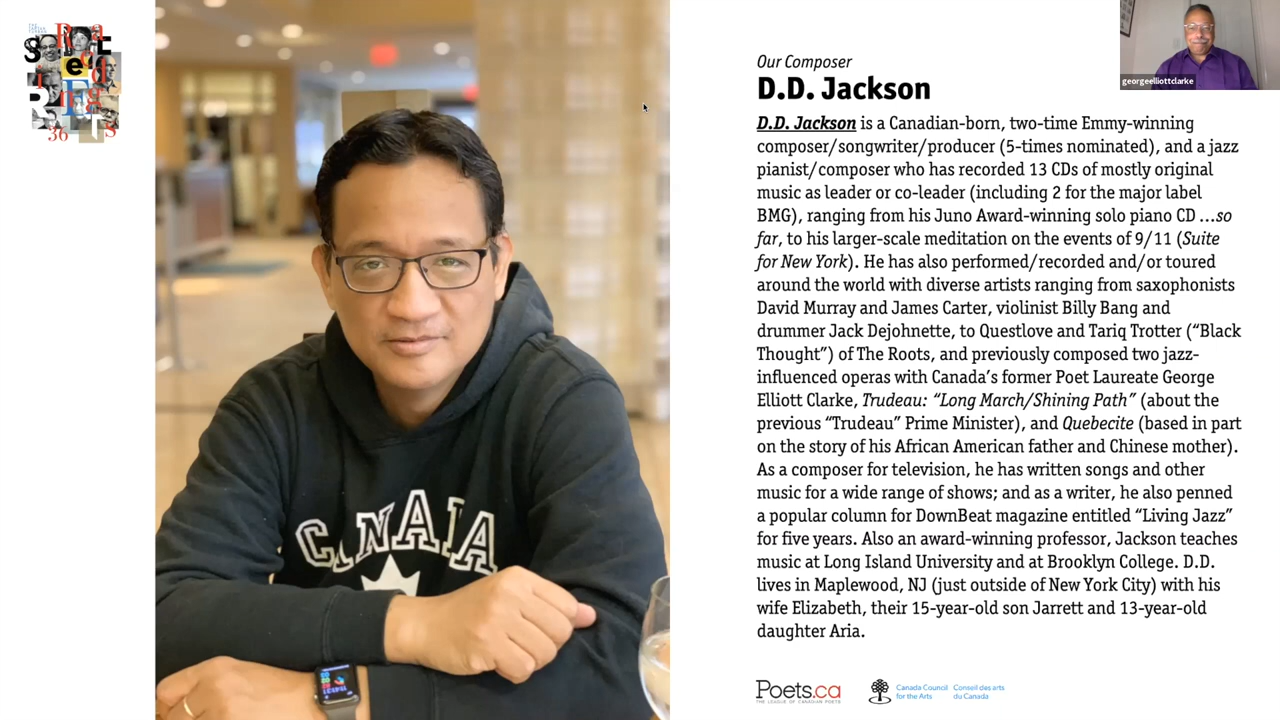 36
CANADA
Our Composer
D.D. Jackson
D.D. Jackson is a Canadian-born, two-time Emmy-winning
composer/songwriter/producer (5-times nominated), and a jazz
pianist/composer who has recorded 13 CDs of mostly original
music as leader or co-leader (including 2 for the major label
BMG), ranging from his Juno Award-winning solo piano CD ...so
far, to his larger-scale meditation on the events of 9/11 (Suite
for New York). He has also performed/recorded and/or toured
around the world with diverse artists ranging from saxophonists
David Murray and James Carter, violinist Billy Bang and
drummer Jack Dejohnette, to Questlove and Tariq Trotter (“Black
Thought”) of The Roots, and previously composed two jazz-
influenced operas with Canada’s former Poet Laureate George
Elliott Clarke, Trudeau: “Long March/Shining Path” (about the
previous “Trudeau” Prime Minister), and Quebecite (based in part
on the story of his African American father and Chinese mother).
As a composer for television, he has written songs and other
music for a wide range of shows; and as a writer, he also penned
a popular column for DownBeat magazine entitled “Living Jazz”
for five years. Also an award-winning professor, Jackson teaches
music at Long Island University and at Brooklyn College. D.D.
lives in Maplewood, NJ (just outside of New York City) with his
wife Elizabeth, their 15-year-old son Jarrett and 13-year-old
daughter Aria.
georgeelliottclarke
Poets.ca
THE LEAGUE OF CANADIAN POETS
Canada Council Conseil des arts
for the Arts du Canada